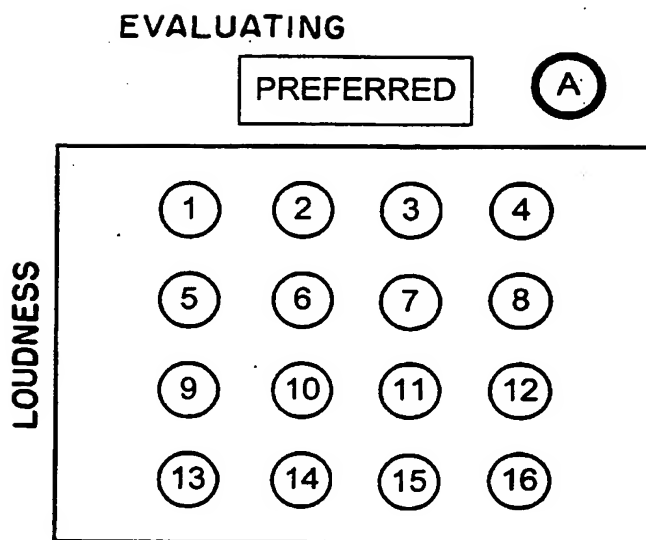 EVALUATING
PREFERRED A
1 2 3 4
5 6 7 8
LOUDNESS
9 10 11 12
13 14 15 16